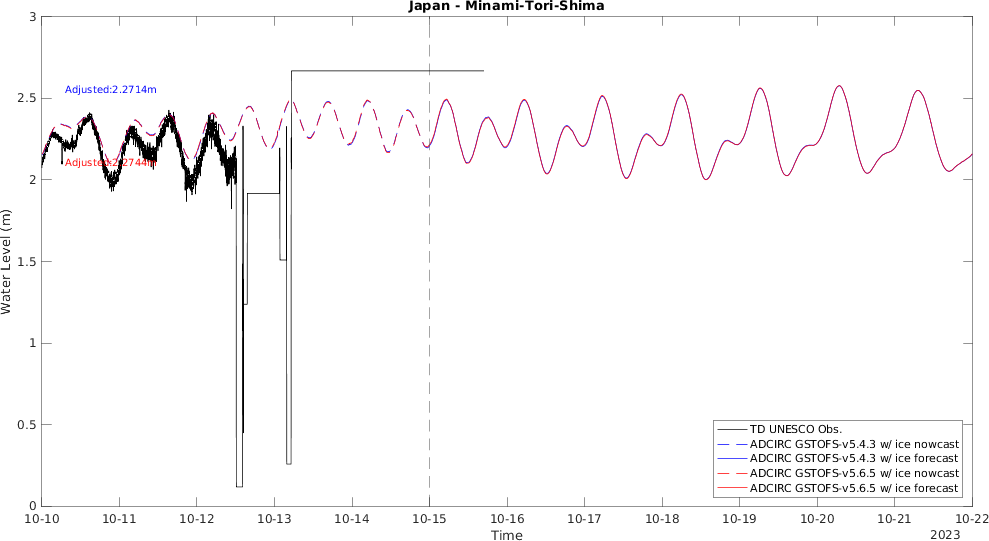 Japan - Minami-Tori-Shima
Water Level (m)
3
2.5
2
1.5
1
0.5
0
Adjusted:2.2714m
Adjusted:2.2744m
TD UNESCO Obs.
ADCIRC GSTOFS-v5.4.3 w/ ice nowcast
ADCIRC GSTOFS-v5.4.3 w/ ice forecast
ADCIRC GSTOFS-v5.6.5 w/ ice nowcast
ADCIRC GSTOFS-v5.6.5 w/ ice forecast
10-10 10-11 10-12 10-13 10-14 10-15 10-16 10-17 10-18 10-19 10-20 10-21 10-22
Time
2023